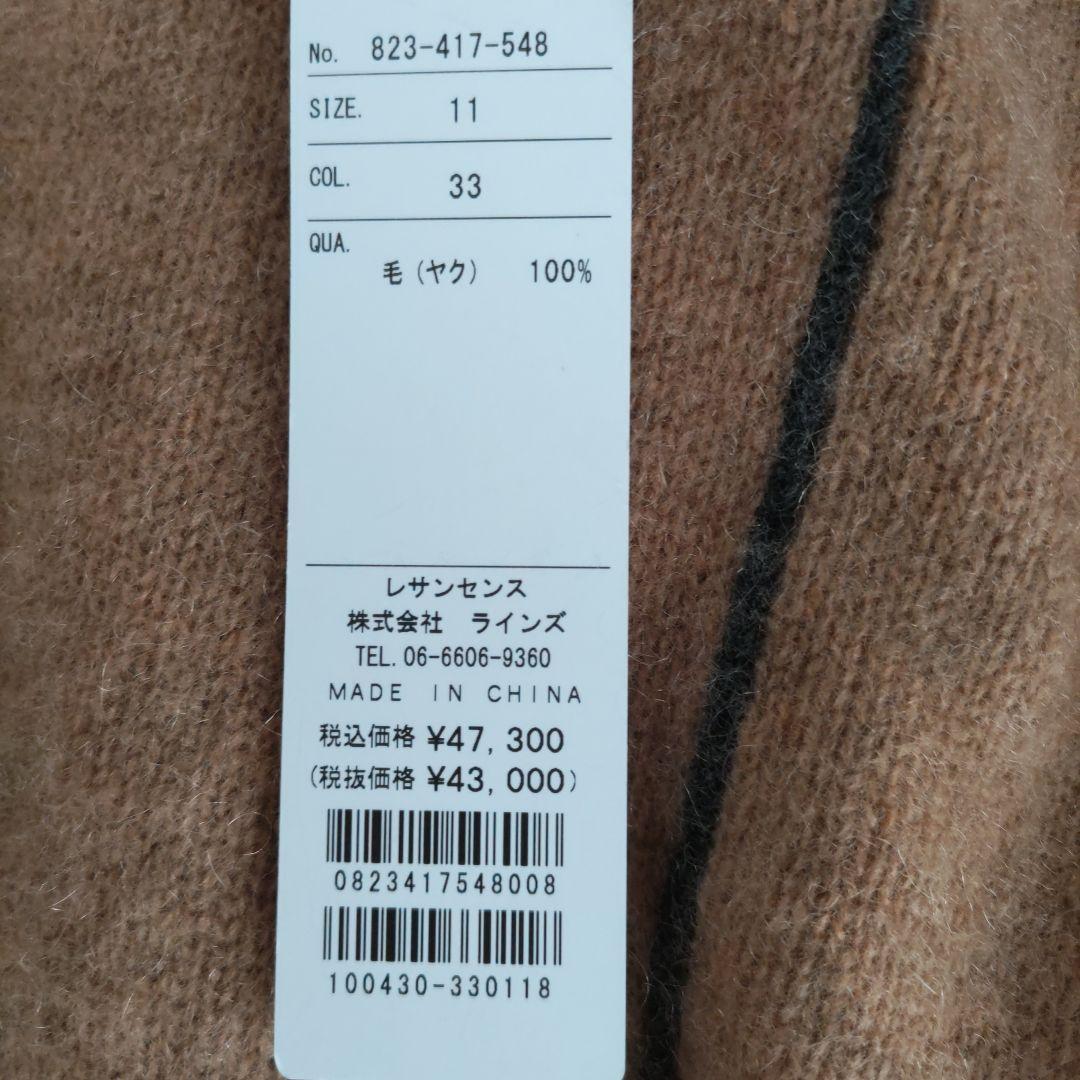 No. 823-417-548
SIZE. 11
COL. 33
QUA.
毛(ヤク) 100%
レサンセンス
株式会社 ラインズ
TEL.06-6606-9360
MADE IN CHINA
税込価格 ¥47,300
(税抜価格 ¥43,000)
0823417548008
100430-330118